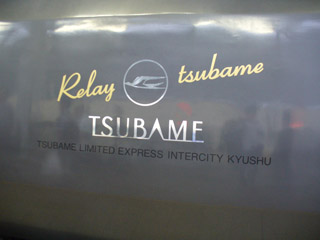 Relay tsubame
TSUBAME
TSUBAME LIMITED EXPRESS INTERCITY KYUSHU